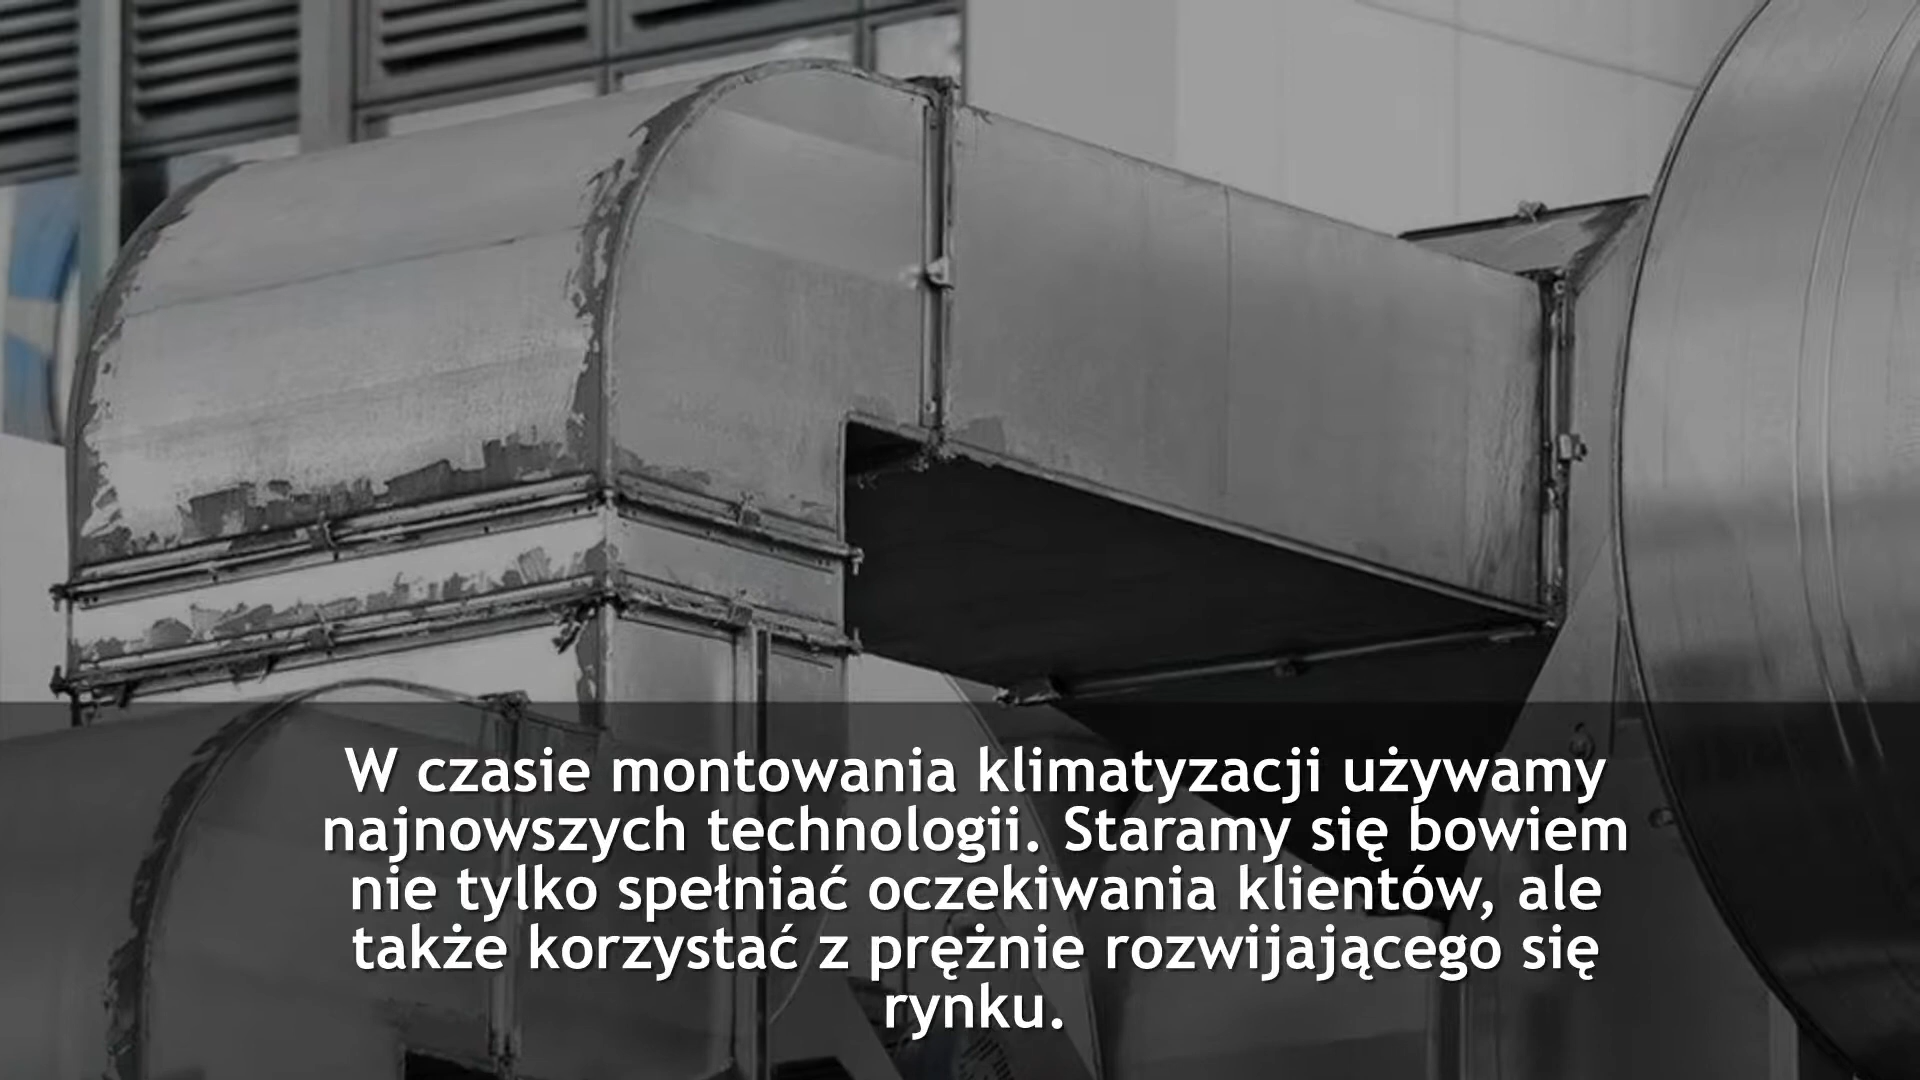 W czasie montowania klimatyzacji używamy
najnowszych technologii. Staramy się bowiem
nie tylko spełniać oczekiwania klientów, ale
także korzystać z prężnie rozwijającego się
rynku.